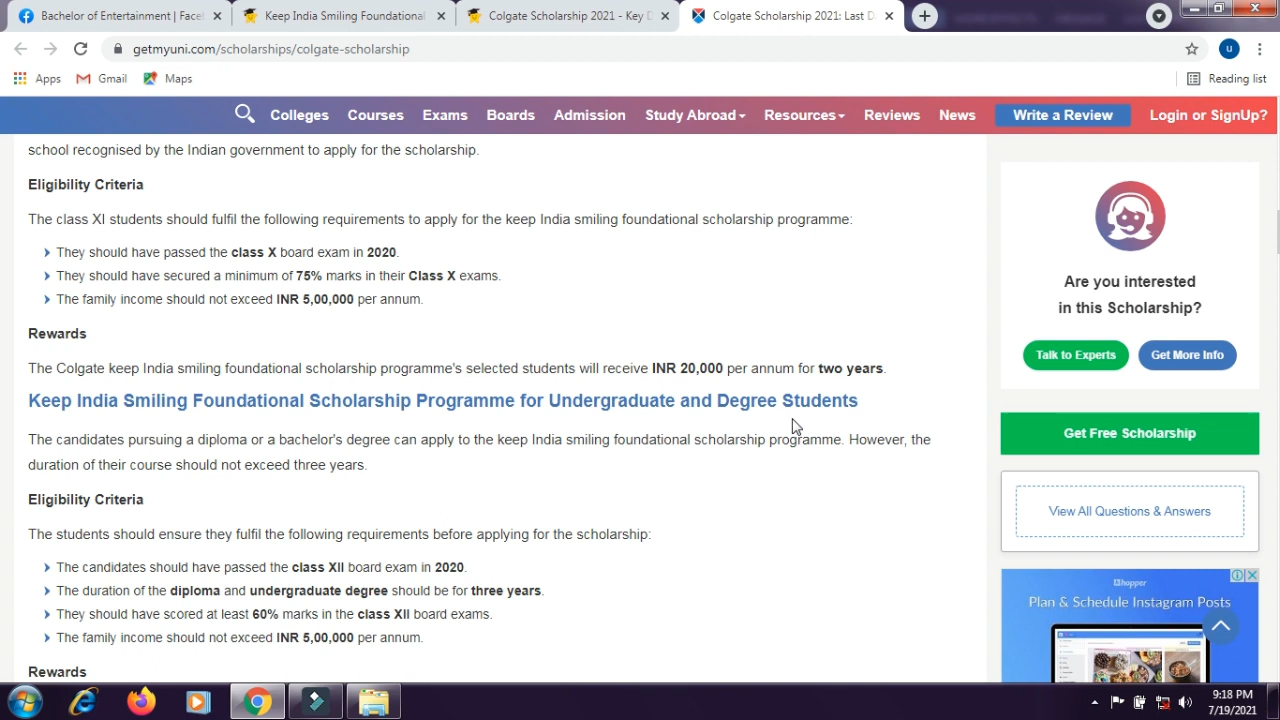 Bachelor of Entertainment | Facel
Keep India Smiling Foundational
Colgate Scholarship 2021 - Key D
Colgate Scholarship 2021: Last D
getmyuni.com/scholarships/colgate-scholarship
u
Apps
Gmail
Maps
Reading list
Colleges
Courses
Exams
Boards
Admission
Study Abroad
Resources
Reviews
News
Write a Review
Login or SignUp?
school recognised by the Indian government to apply for the scholarship.
Eligibility Criteria
The class XI students should fulfil the following requirements to apply for the keep India smiling foundational scholarship programme:
They should have passed the class X board exam in 2020.
They should have secured a minimum of 75% marks in their Class X exams.
The family income should not exceed INR 5,00,000 per annum.
Rewards
The Colgate keep India smiling foundational scholarship programme's selected students will receive INR 20,000 per annum for two years.
Keep India Smiling Foundational Scholarship Programme for Undergraduate and Degree Students
The candidates pursuing a diploma or a bachelor's degree can apply to the keep India smiling foundational scholarship programme. However, the
duration of their course should not exceed three years.
Eligibility Criteria
The students should ensure they fulfil the following requirements before applying for the scholarship:
The candidates should have passed the class XII board exam in 2020.
The duration of the diploma and undergraduate degree should be for three years.
They should have scored at least 60% marks in the class XII board exams.
The family income should not exceed INR 5,00,000 per annum.
Rewards
Are you interested
in this Scholarship?
Talk to Experts
Get More Info
Get Free Scholarship
View All Questions & Answers
hopper
Plan & Schedule Instagram Posts
9:18 PM
7/19/2021